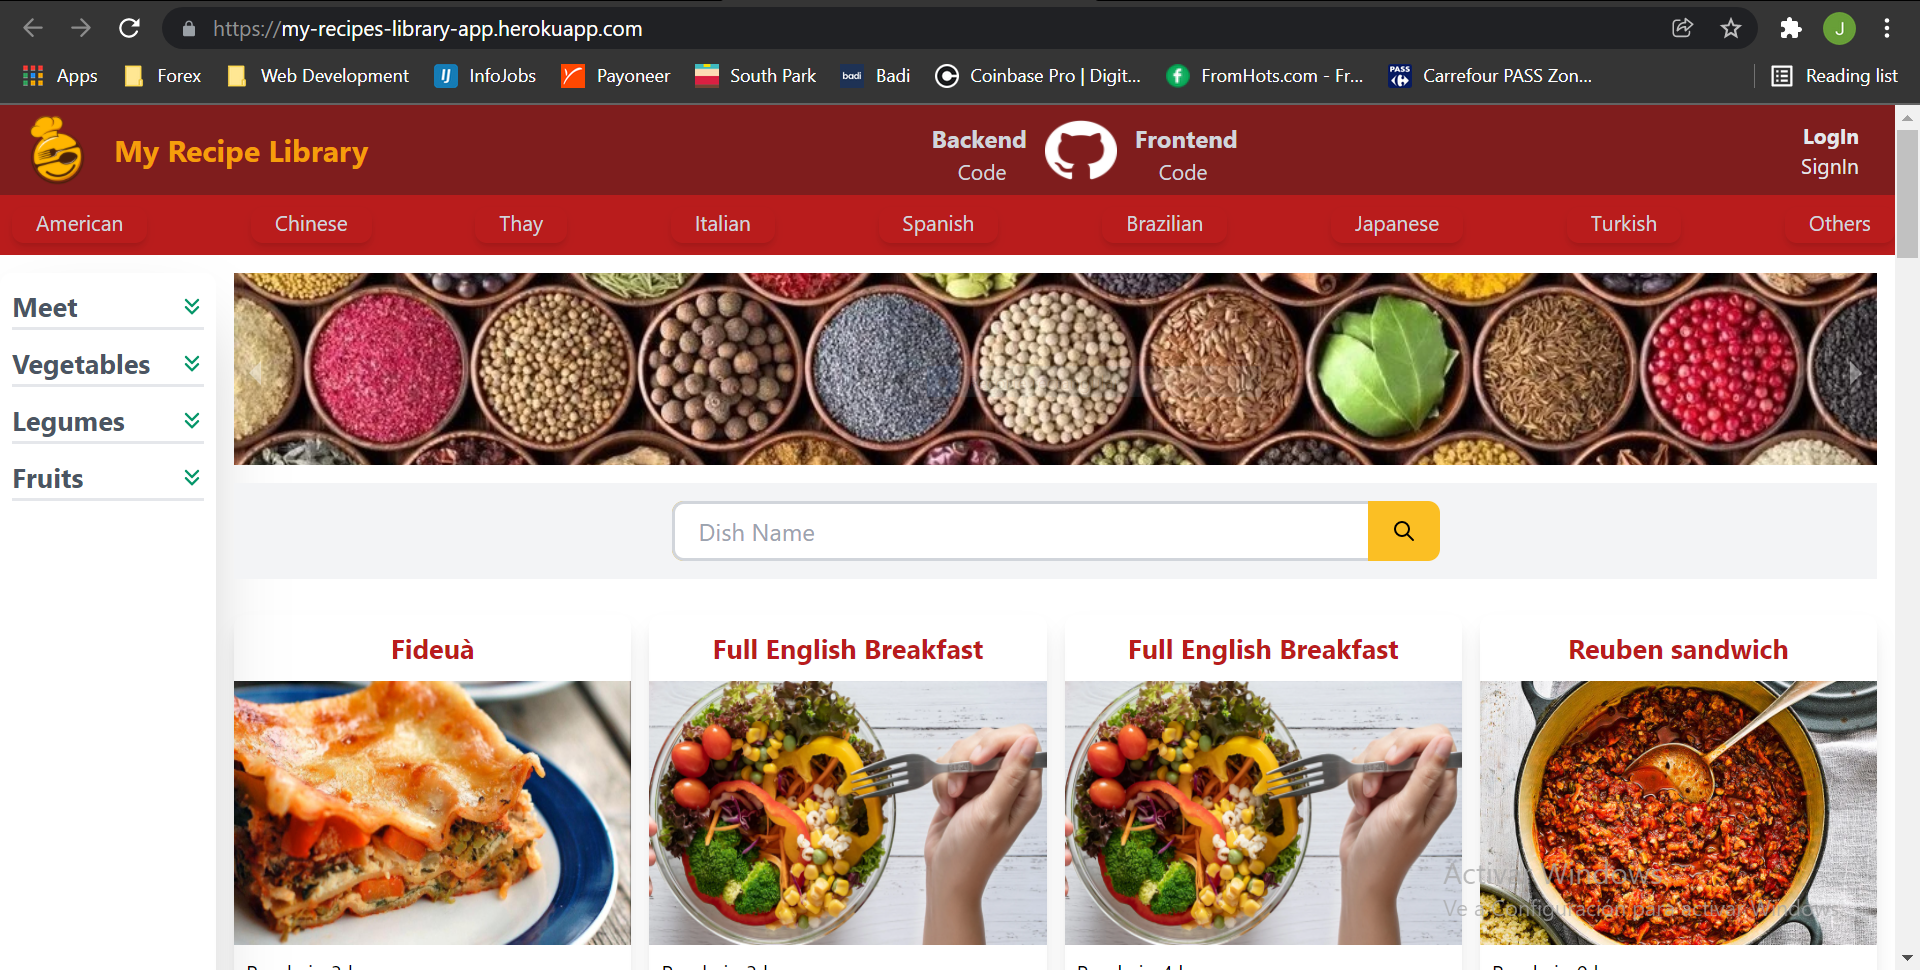 https://my-recipes-library-app.herokuapp.com
J
Apps
Forex
Web Development
IJ
InfoJobs
Payoneer
South Park
badi
Badi
Coinbase Pro | Digit...
FromHots.com - Fr...
PASS
Carrefour PASS Zon...
Reading list
My Recipe Library
Backend
Code
Frontend
Code
LogIn
SignIn
American
Chinese
Thay
Italian
Spanish
Brazilian
Japanese
Turkish
Others
Meet
Vegetables
Legumes
Fruits
Dish Name
Fideuà
Full English Breakfast
Full English Breakfast
Reuben sandwich
Activar Windows
Ve a Configuración para activar Windows.